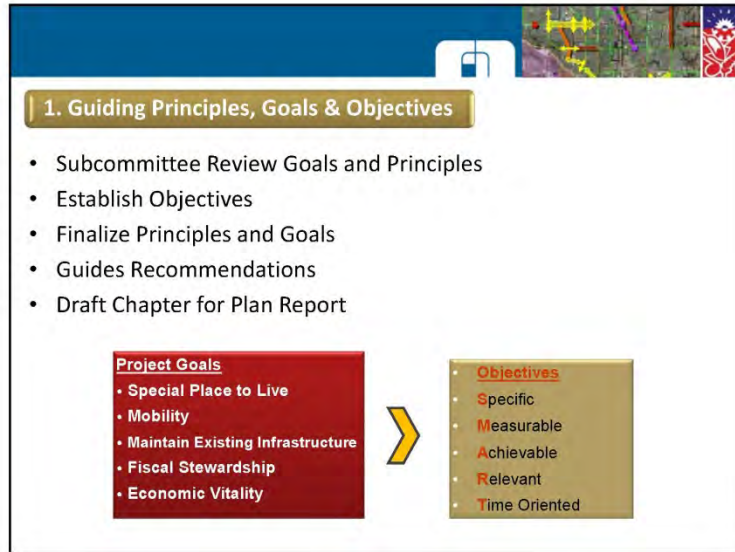 1. Guiding Principles, Goals & Objectives
• Subcommittee Review Goals and Principles
• Establish Objectives
• Finalize Principles and Goals
• Guides Recommendations
• Draft Chapter for Plan Report
Project Goals
• Special Place to Live
• Mobility
• Maintain Existing Infrastructure
• Fiscal Stewardship
• Economic Vitality
• Objectives
• Specific
• Measurable
• Achievable
• Relevant
• Time Oriented